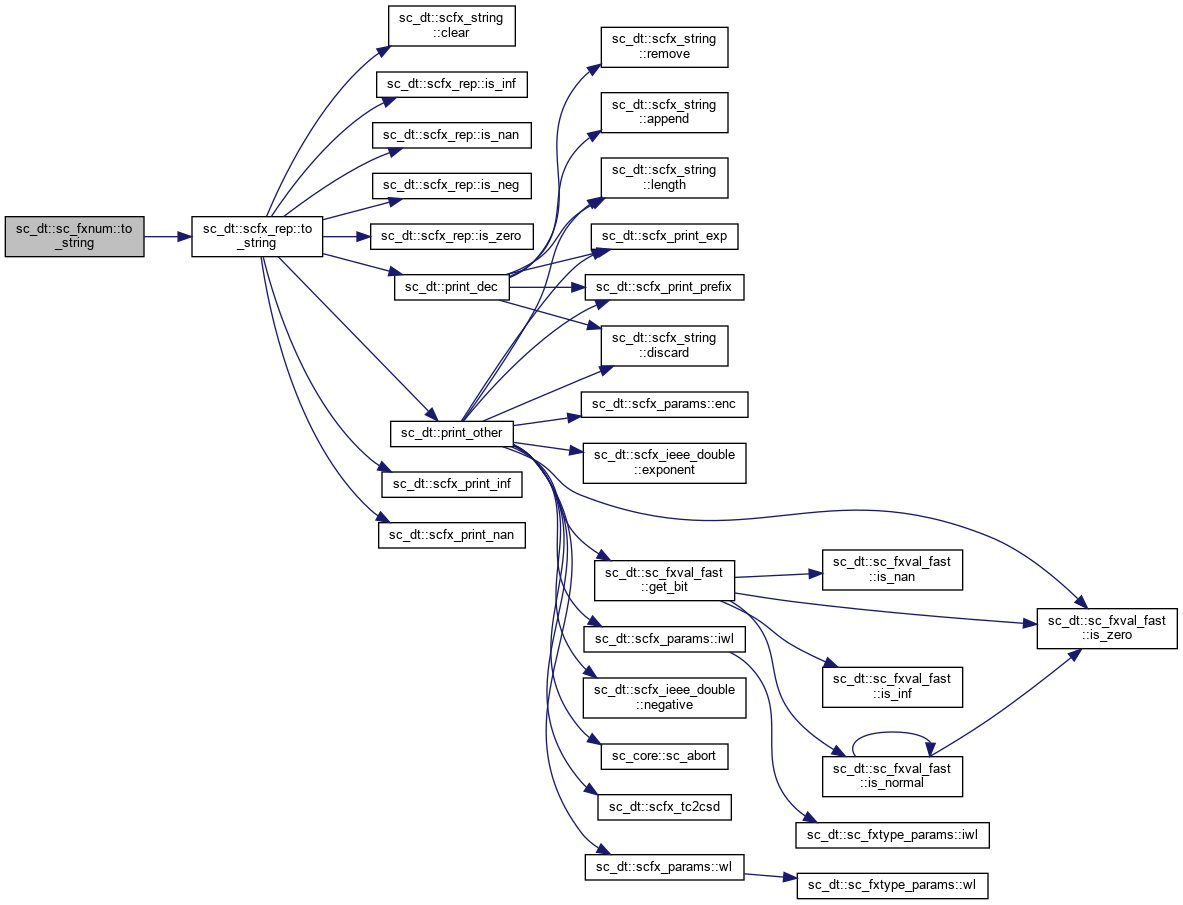 sc_dt::sc_fxnum::to
_string
sc_dt::scfx_rep::to
_string
sc_dt::scfx_string
::clear
sc_dt::scfx_rep::is_inf
sc_dt::scfx_rep::is_nan
sc_dt::scfx_rep::is_neg
sc_dt::scfx_rep::is_zero
sc_dt::print_dec
sc_dt::print_other
sc_dt::scfx_print_inf
sc_dt::scfx_print_nan
sc_dt::scfx_string
::remove
sc_dt::scfx_string
::append
sc_dt::scfx_string
::length
sc_dt::scfx_print_exp
sc_dt::scfx_print_prefix
sc_dt::scfx_string
::discard
sc_dt::scfx_params::enc
sc_dt::scfx_ieee_double
::exponent
sc_dt::sc_fxval_fast
::get_bit
sc_dt::scfx_params::iwl
sc_dt::scfx_ieee_double
::negative
sc_core::sc_abort
sc_dt::scfx_tc2csd
sc_dt::scfx_params::wl
sc_dt::sc_fxval_fast
::is_nan
sc_dt::sc_fxval_fast
::is_inf
sc_dt::sc_fxval_fast
::is_normal
sc_dt::sc_fxtype_params::iwl
sc_dt::sc_fxtype_params::wl
sc_dt::sc_fxval_fast
::is_zero